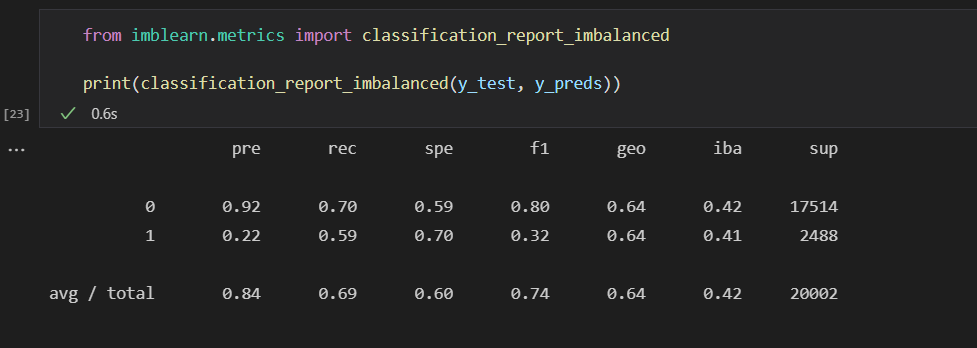 from imblearn.metrics import classification_report_imbalanced
print(classification_report_imbalanced(y_test, y_preds))
[23] 0.6s
... pre rec spe f1 geo iba sup
0 0.92 0.70 0.59 0.80 0.64 0.42 17514
1 0.22 0.59 0.70 0.32 0.64 0.41 2488
avg / total 0.84 0.69 0.60 0.74 0.64 0.42 20002